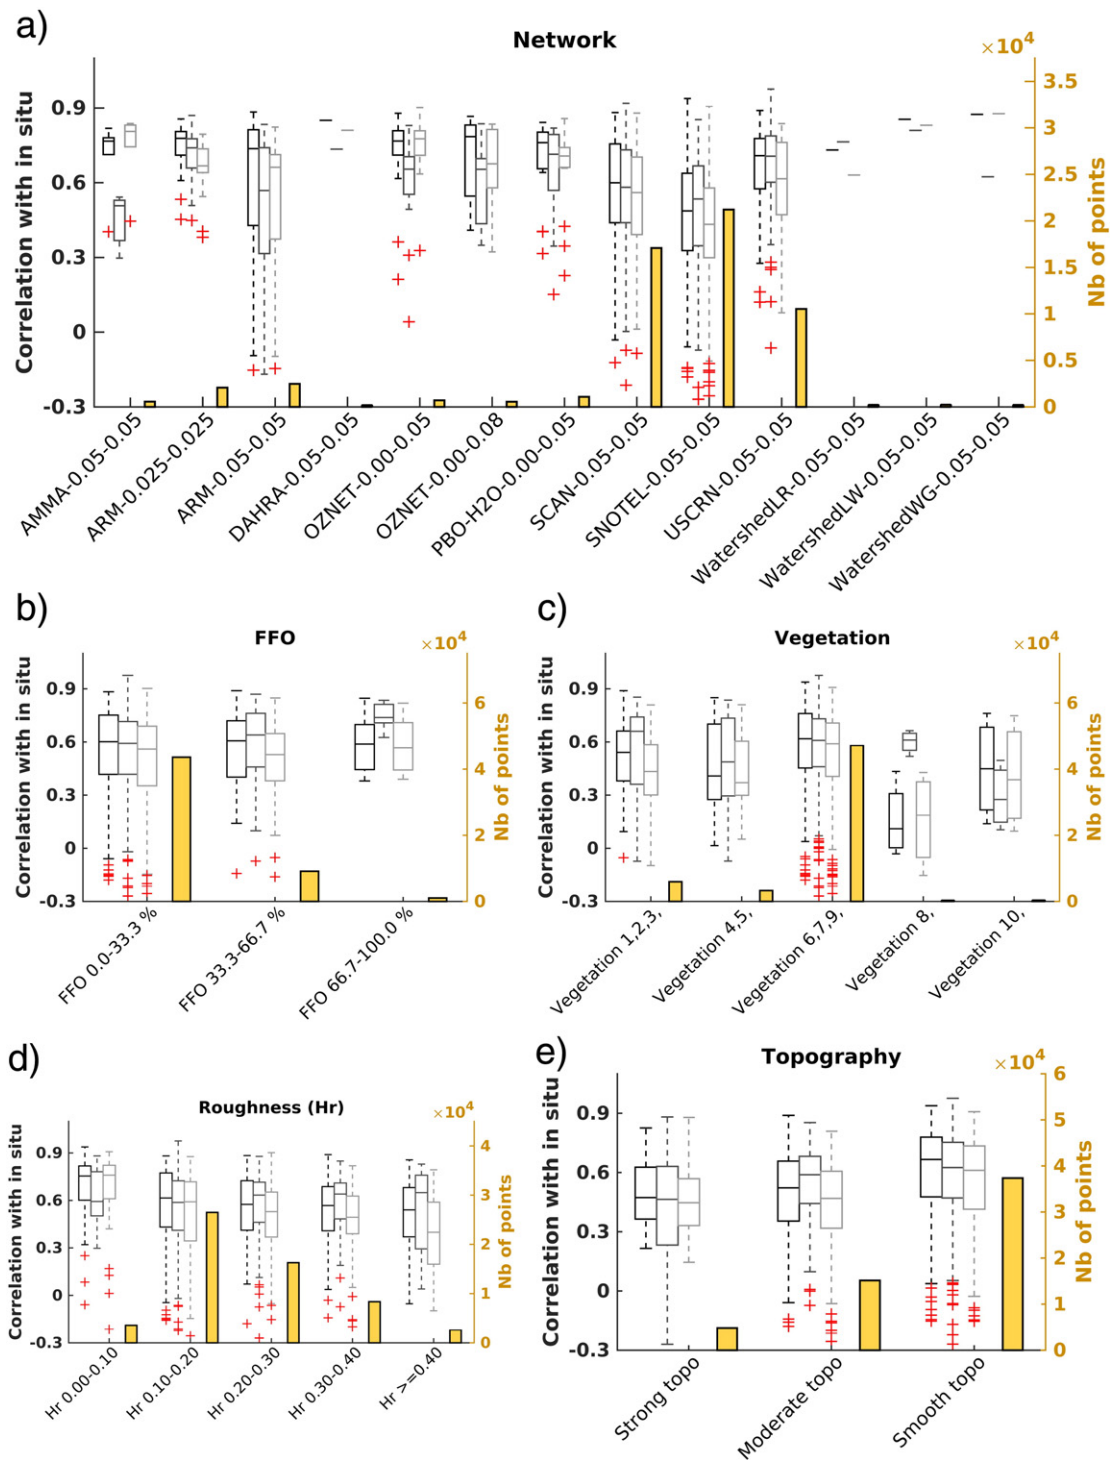 a)
Network
×10⁴
Correlation with in situ
0.9
0.6
0.3
0
-0.3
3.5
3
2.5
2
1.5
1
0.5
0
Nb of points
AMMA-0.05-0.05
ARM-0.025-0.025
ARM-0.05-0.05
DAHRA-0.05-0.05
OZNET-0.00-0.05
OZNET-0.00-0.08
PBO-H2O-0.00-0.05
SCAN-0.05-0.05
SNOTEL-0.05-0.05
USCRN-0.05-0.05
WatershedLR-0.05-0.05
WatershedLW-0.05-0.05
WatershedWG-0.05-0.05
b)
FFO
×10⁴
Correlation with in situ
0.9
0.6
0.3
0
-0.3
6
4
2
0
Nb of points
FFO 0.0-33.3 %
FFO 33.3-66.7 %
FFO 66.7-100.0 %
c)
Vegetation
×10⁴
Correlation with in situ
0.9
0.6
0.3
0
-0.3
6
4
2
0
Nb of points
Vegetation 1,2,3,
Vegetation 4,5,
Vegetation 6,7,9,
Vegetation 8,
Vegetation 10,
d)
Roughness (Hr)
×10⁴
Correlation with in situ
0.9
0.6
0.3
0
-0.3
4
3
2
1
0
Nb of points
Hr 0.00-0.10
Hr 0.10-0.20
Hr 0.20-0.30
Hr 0.30-0.40
Hr >=0.40
e)
Topography
×10⁴
Correlation with in situ
0.9
0.6
0.3
0
-0.3
6
5
4
3
2
1
0
Nb of points
Strong topo
Moderate topo
Smooth topo